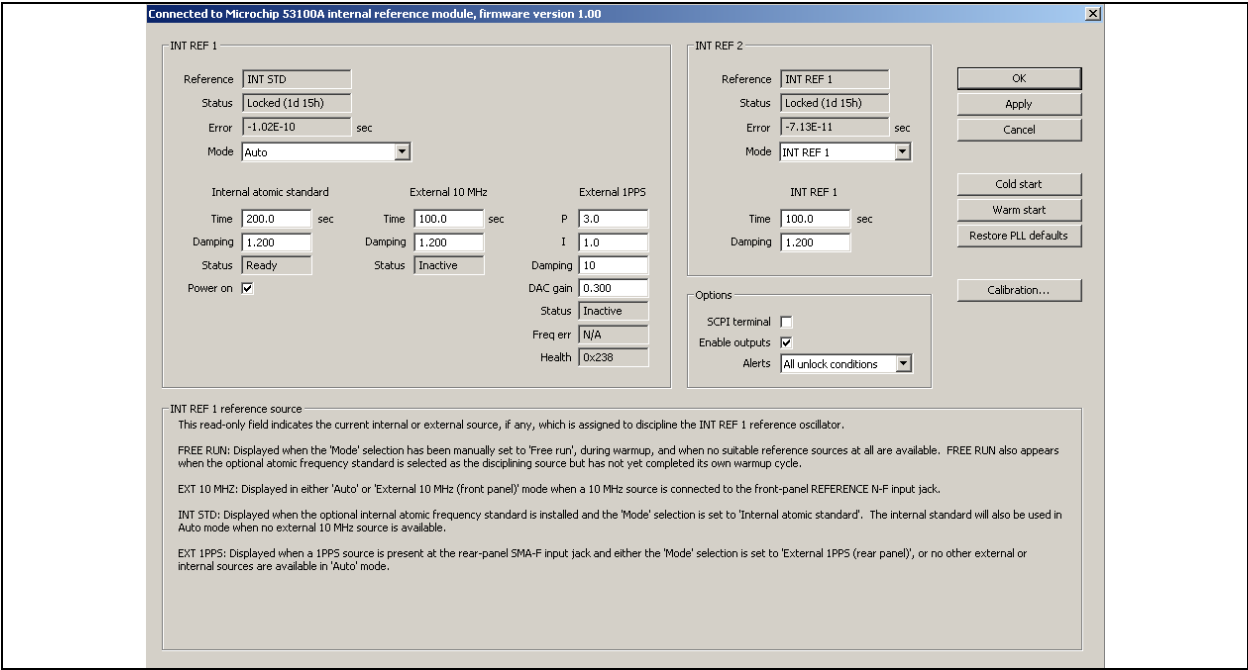 Connected to Microchip 53100A internal reference module, firmware version 1.00
INT REF 1
Reference INT STD
Status Locked (1d 15h)
Error -1.02E-10 sec
Mode Auto
Internal atomic standard
Time 200.0 sec
Damping 1.200
Status Ready
Power on
External 10 MHz
Time 100.0 sec
Damping 1.200
Status Inactive
External 1PPS
P 3.0
I 1.0
Damping 10
DAC gain 0.300
Status Inactive
Freq err N/A
Health 0x238
INT REF 2
Reference INT REF 1
Status Locked (1d 15h)
Error -7.13E-11 sec
Mode INT REF 1
INT REF 1
Time 100.0 sec
Damping 1.200
Options
SCPI terminal
Enable outputs
Alerts All unlock conditions
OK
Apply
Cancel
Cold start
Warm start
Restore PLL defaults
Calibration...
INT REF 1 reference source
This read-only field indicates the current internal or external source, if any, which is assigned to discipline the INT REF 1 reference oscillator.
FREE RUN: Displayed when the 'Mode' selection has been manually set to 'Free run', during warmup, and when no suitable reference sources at all are available. FREE RUN also appears
when the optional atomic frequency standard is selected as the disciplining source but has not yet completed its own warmup cycle.
EXT 10 MHZ: Displayed in either 'Auto' or 'External 10 MHz (front panel)' mode when a 10 MHz source is connected to the front-panel REFERENCE N-F input jack.
INT STD: Displayed when the optional internal atomic frequency standard is installed and the 'Mode' selection is set to 'Internal atomic standard'. The internal standard will also be used in
Auto mode when no external 10 MHz source is available.
EXT 1PPS: Displayed when a 1PPS source is present at the rear-panel SMA-F input jack and either the 'Mode' selection is set to 'External 1PPS (rear panel)', or no other external or
internal sources are available in 'Auto' mode.